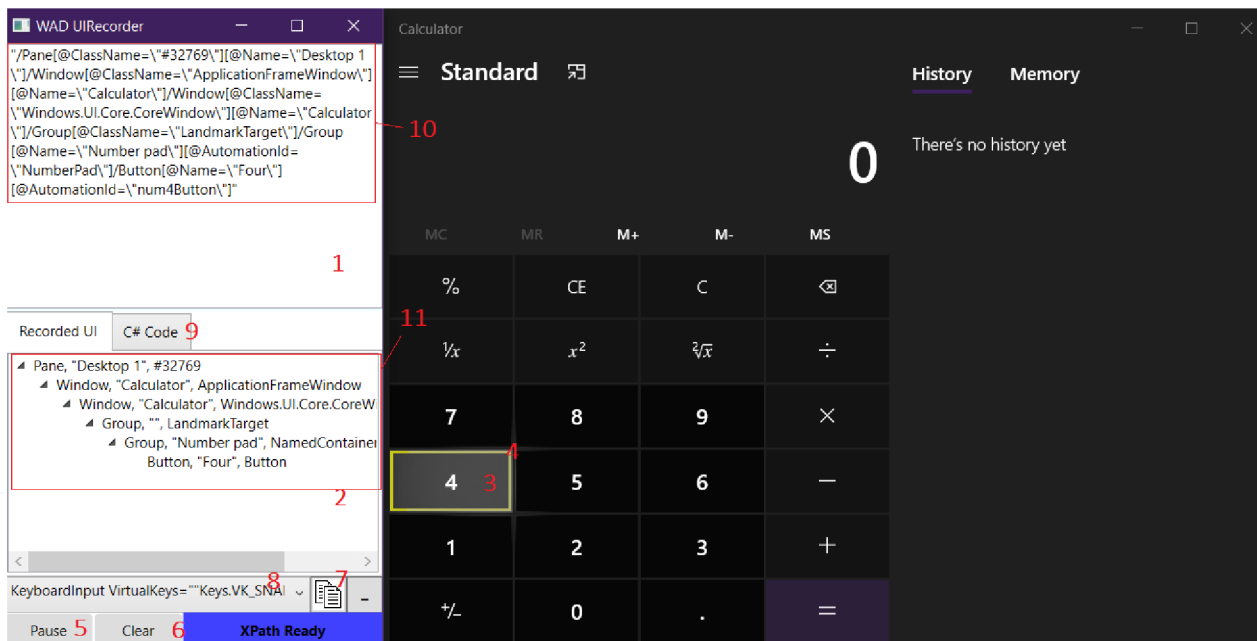 WAD UIRecorder
"/Pane[@ClassName=\"#32769\"][@Name=\"Desktop 1
\"]/Window[@ClassName=\"ApplicationFrameWindow\"]
[@Name=\"Calculator\"]/Window[@ClassName=
\"Windows.UI.Core.CoreWindow\"][@Name=\"Calculator
\"]/Group[@ClassName=\"LandmarkTarget\"]/Group
[@Name=\"Number pad\"][@AutomationId=
\"NumberPad\"]/Button[@Name=\"Four\"]
[@AutomationId=\"num4Button\"]"
10
1
Recorded UI
C# Code 9
11
Pane, "Desktop 1", #32769
Window, "Calculator", ApplicationFrameWindow
Window, "Calculator", Windows.UI.Core.CoreWi
Group, "", LandmarkTarget
Group, "Number pad", NamedContainer
Button, "Four", Button
2
KeyboardInput VirtualKeys=""Keys.VK_SNA
8
7
Pause 5
Clear 6
XPath Ready
Calculator
Standard
History Memory
There's no history yet
0
MC MR M+ M- MS
% CE C
¹/x x² ²√x ÷
7 8 9 ×
4
4 3 5 6 −
1 2 3 +
+/− 0 . =